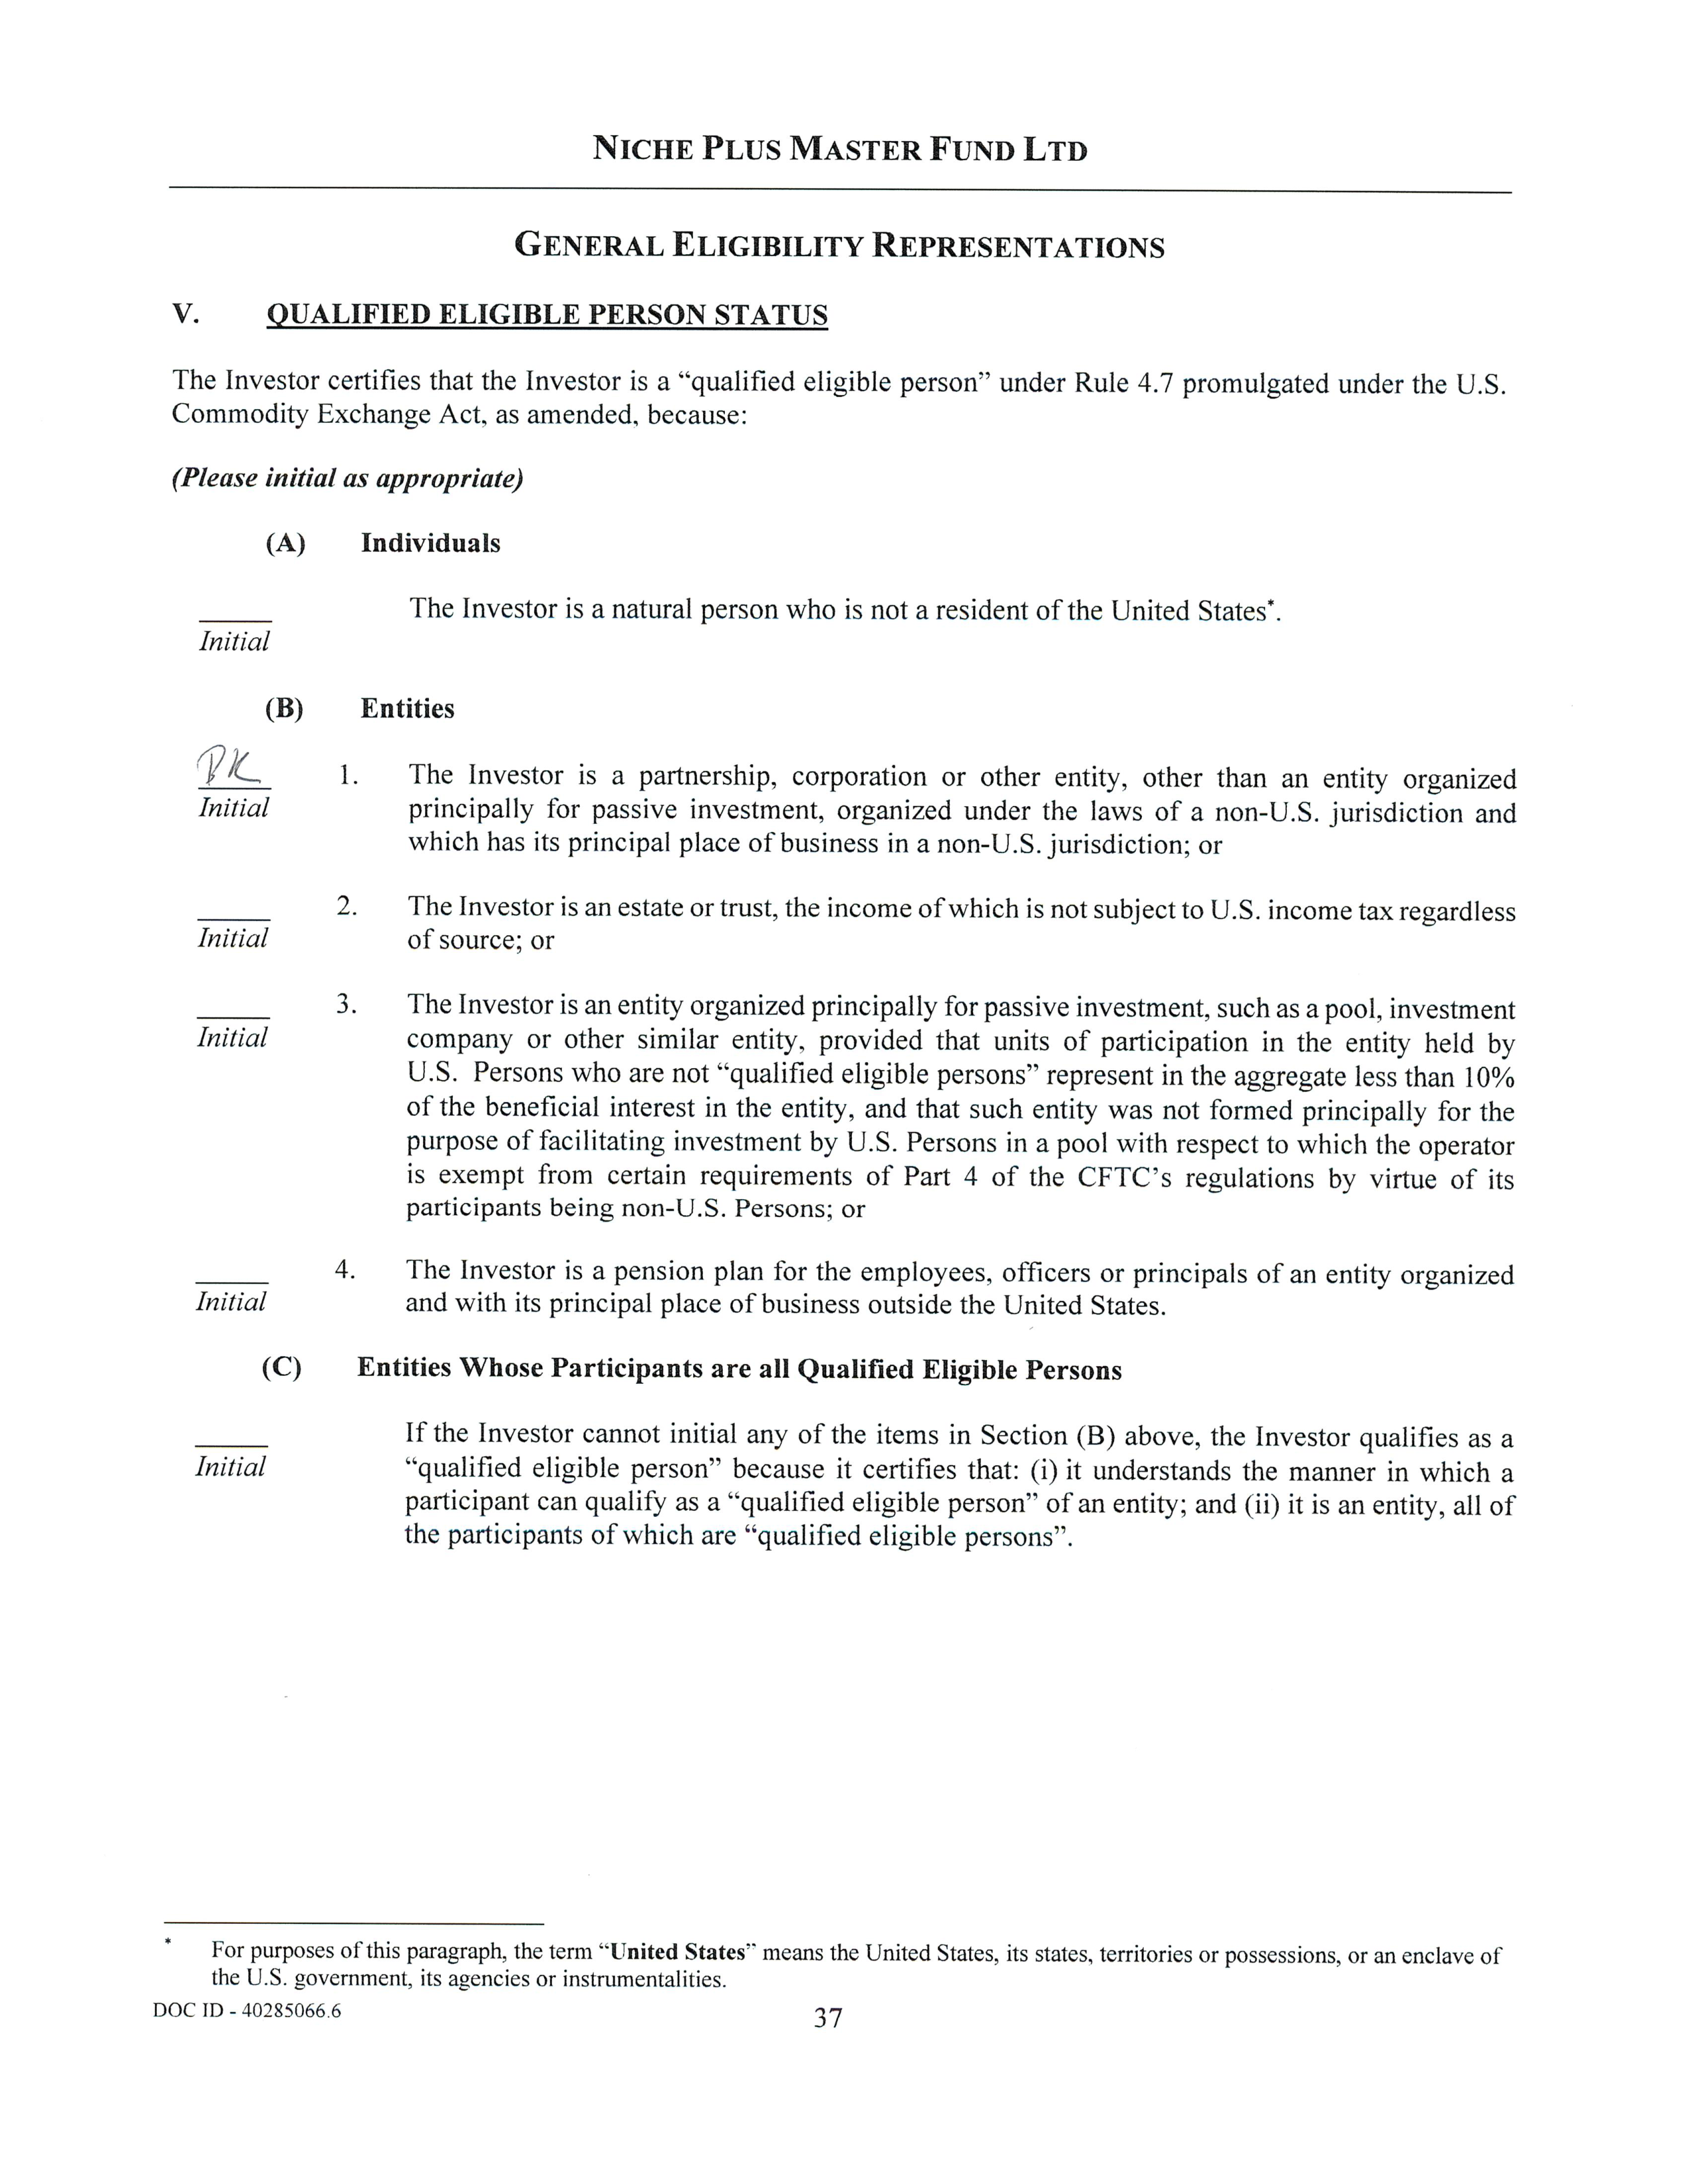 NICHE PLUS MASTER FUND LTD
GENERAL ELIGIBILITY REPRESENTATIONS
V. QUALIFIED ELIGIBLE PERSON STATUS
The Investor certifies that the Investor is a “qualified eligible person” under Rule 4.7 promulgated under the U.S.
Commodity Exchange Act, as amended, because:
(Please initial as appropriate)
(A) Individuals
The Investor is a natural person who is not a resident of the United States*.
Initial
(B) Entities
1. The Investor is a partnership, corporation or other entity, other than an entity organized
Initial principally for passive investment, organized under the laws of a non-U.S. jurisdiction and
which has its principal place of business in a non-U.S. jurisdiction; or
2. The Investor is an estate or trust, the income of which is not subject to U.S. income tax regardless
Initial of source; or
3. The Investor is an entity organized principally for passive investment, such as a pool, investment
Initial company or other similar entity, provided that units of participation in the entity held by
U.S. Persons who are not “qualified eligible persons” represent in the aggregate less than 10%
of the beneficial interest in the entity, and that such entity was not formed principally for the
purpose of facilitating investment by U.S. Persons in a pool with respect to which the operator
is exempt from certain requirements of Part 4 of the CFTC’s regulations by virtue of its
participants being non-U.S. Persons; or
4. The Investor is a pension plan for the employees, officers or principals of an entity organized
Initial and with its principal place of business outside the United States.
(C) Entities Whose Participants are all Qualified Eligible Persons
If the Investor cannot initial any of the items in Section (B) above, the Investor qualifies as a
Initial “qualified eligible person” because it certifies that: (i) it understands the manner in which a
participant can qualify as a “qualified eligible person” of an entity; and (ii) it is an entity, all of
the participants of which are “qualified eligible persons”.
* For purposes of this paragraph, the term “United States” means the United States, its states, territories or possessions, or an enclave of
the U.S. government, its agencies or instrumentalities.
DOC ID - 40285066.6
37